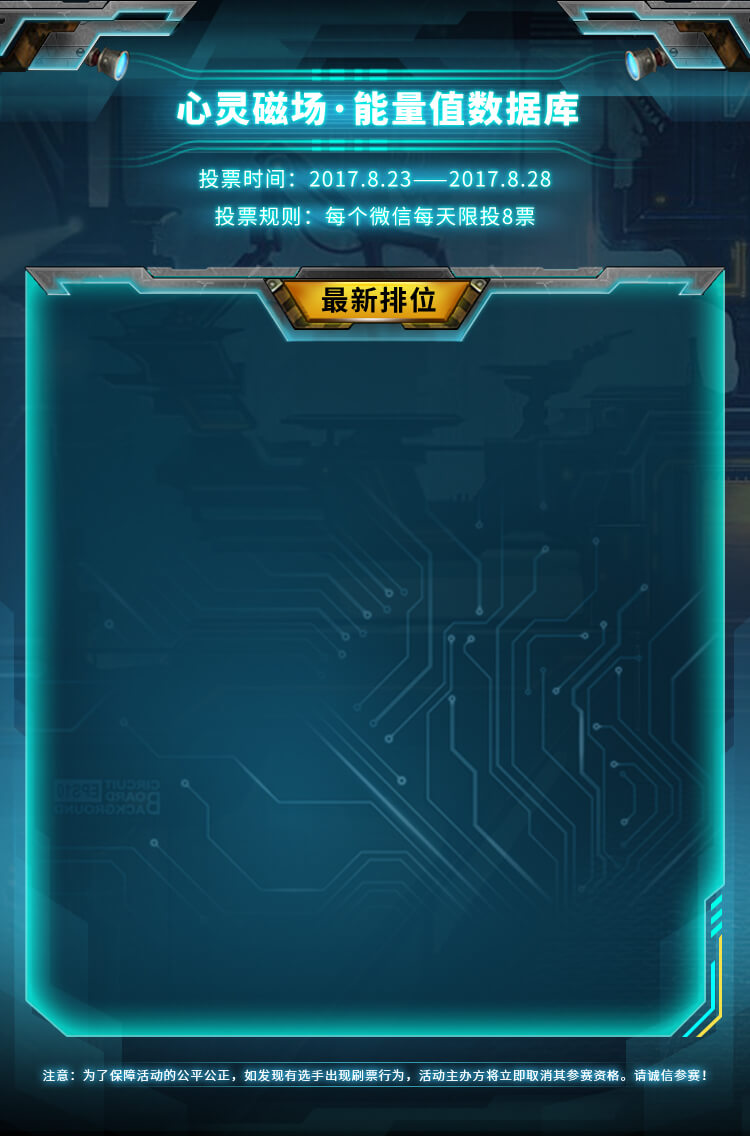 心灵磁场·能量值数据库
投票时间：2017.8.23——2017.8.28
投票规则：每个微信每天限投8票
最新排位
CIRCUIT
BOARD EPS10
BACKGROUND
注意：为了保障活动的公平公正，如发现有选手出现刷票行为，活动主办方将立即取消其参赛资格。请诚信参赛！